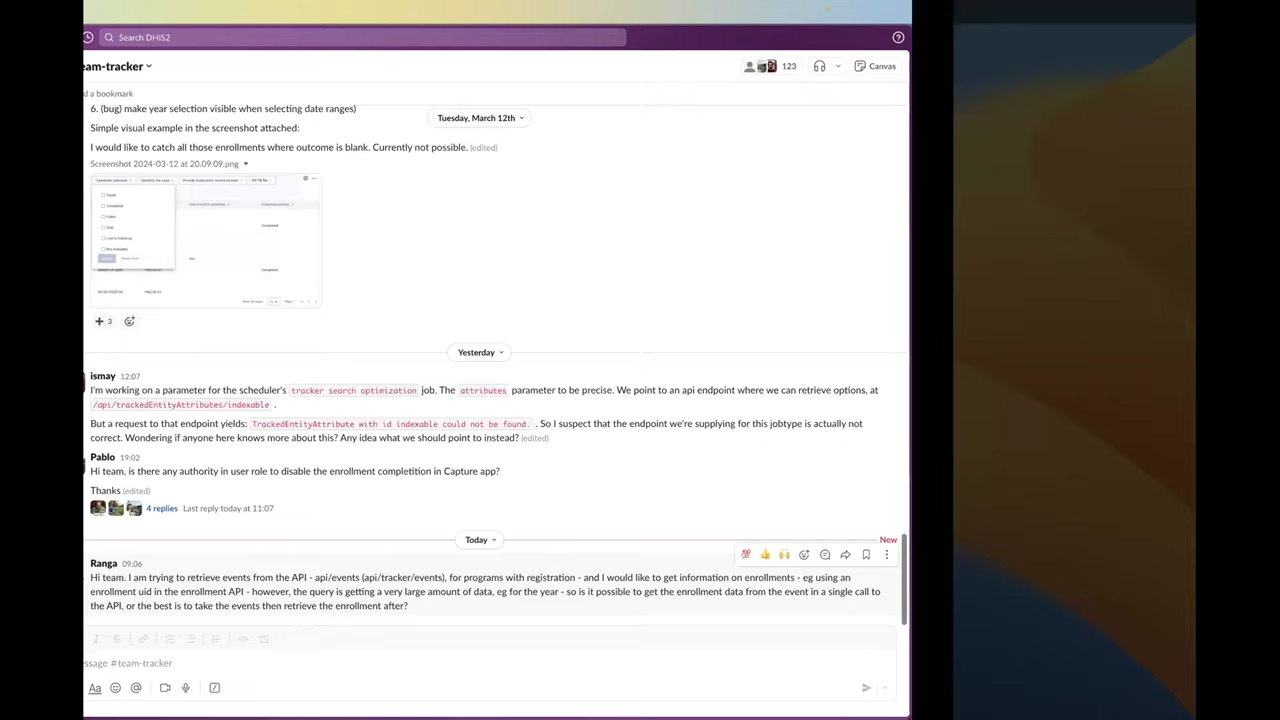 Search DHIS2
eam-tracker
123
Canvas
d a bookmark
6. (bug) make year selection visible when selecting date ranges)
Tuesday, March 12th
Simple visual example in the screenshot attached:
I would like to catch all those enrollments where outcome is blank. Currently not possible. (edited)
Screenshot 2024-03-12 at 20.09.09.png
Completed
Completed
3
Yesterday
ismay 12:07
I'm working on a parameter for the scheduler's tracker search optimization job. The attributes parameter to be precise. We point to an api endpoint where we can retrieve options, at
/api/trackedEntityAttributes/indexable .
But a request to that endpoint yields: TrackedEntityAttribute with id indexable could not be found. . So I suspect that the endpoint we're supplying for this jobtype is actually not
correct. Wondering if anyone here knows more about this? Any idea what we should point to instead? (edited)
Pablo 19:02
Hi team, is there any authority in user role to disable the enrollment completition in Capture app?
Thanks (edited)
4 replies Last reply today at 11:07
Today
New
Ranga 09:06
Hi team. I am trying to retrieve events from the API - api/events (api/tracker/events), for programs with registration - and I would like to get information on enrollments - eg using an
enrollment uid in the enrollment API - however, the query is getting a very large amount of data, eg for the year - so is it possible to get the enrollment data from the event in a single call to
the API, or the best is to take the events then retrieve the enrollment after?
essage #team-tracker
Aa